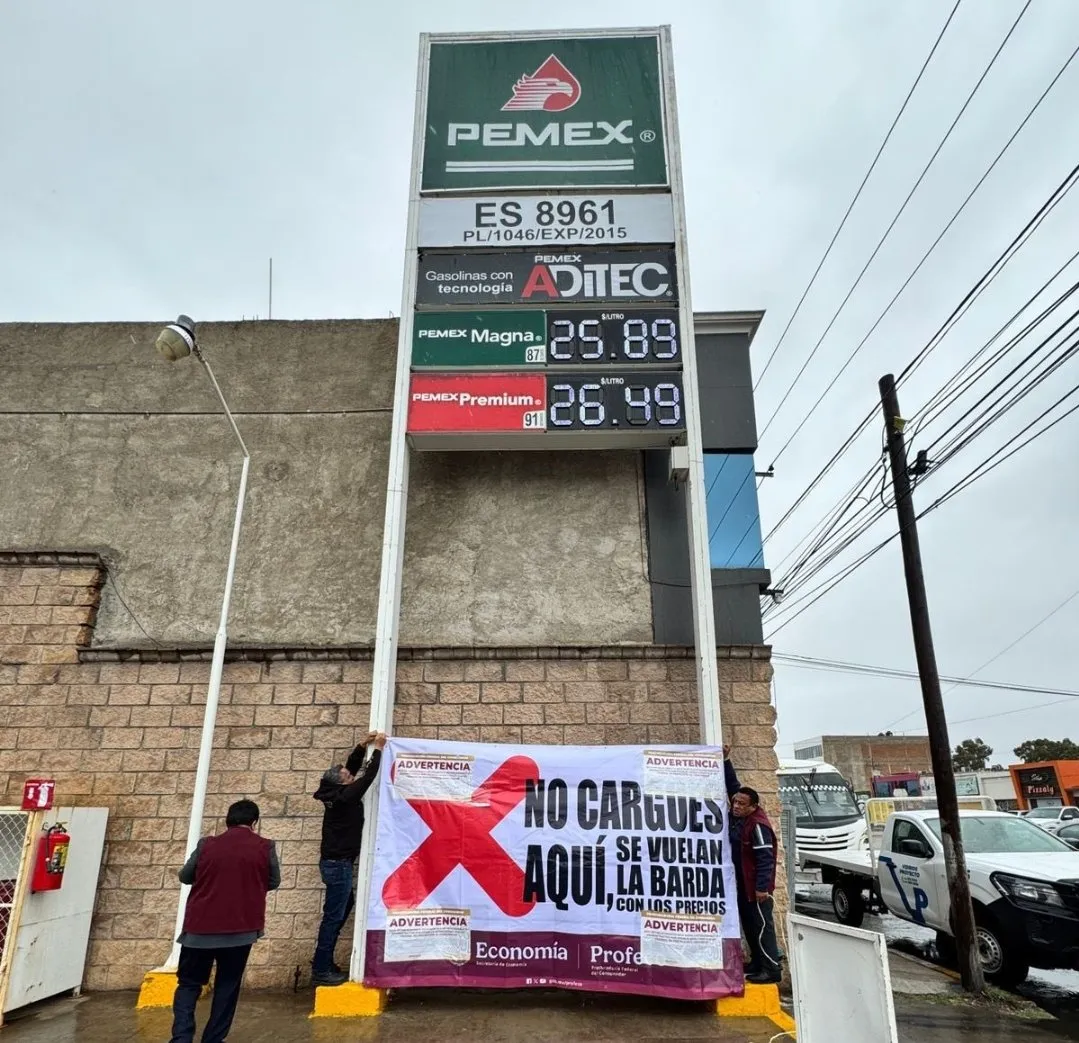 PEMEX®
ES 8961
PL/1046/EXP/2015
Gasolinas con tecnología
PEMEX ADITEC
PEMEX Magna®
87
$/LITRO
25.89
PEMEX Premium®
91
$/LITRO
26.49
ADVERTENCIA
ADVERTENCIA
NO CARGUES
AQUÍ,
SE VUELAN
LA BARDA
CON LOS PRECIOS
ADVERTENCIA
ADVERTENCIA
Economía
Secretaría de Economía
Profe
Procuraduría Federal
del Consumidor
Pizzaly